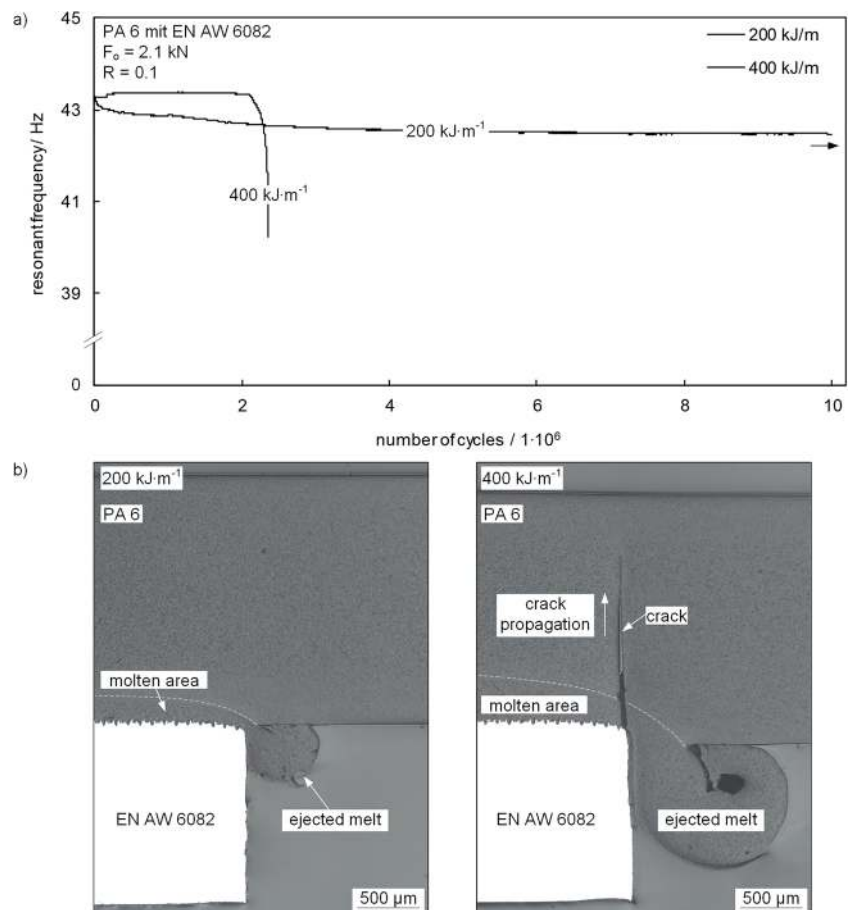 a)
45
43
41
39
0
resonant frequency / Hz
PA 6 mit EN AW 6082
Fo = 2.1 kN
R = 0.1
200 kJ/m
400 kJ/m
200 kJ·m-1
400 kJ·m-1
0 2 4 6 8 10
number of cycles / 1·10⁶
b)
200 kJ·m-1
PA 6
molten area
EN AW 6082
ejected melt
500 µm
400 kJ·m-1
PA 6
crack
propagation
crack
molten area
EN AW 6082
ejected melt
500 µm